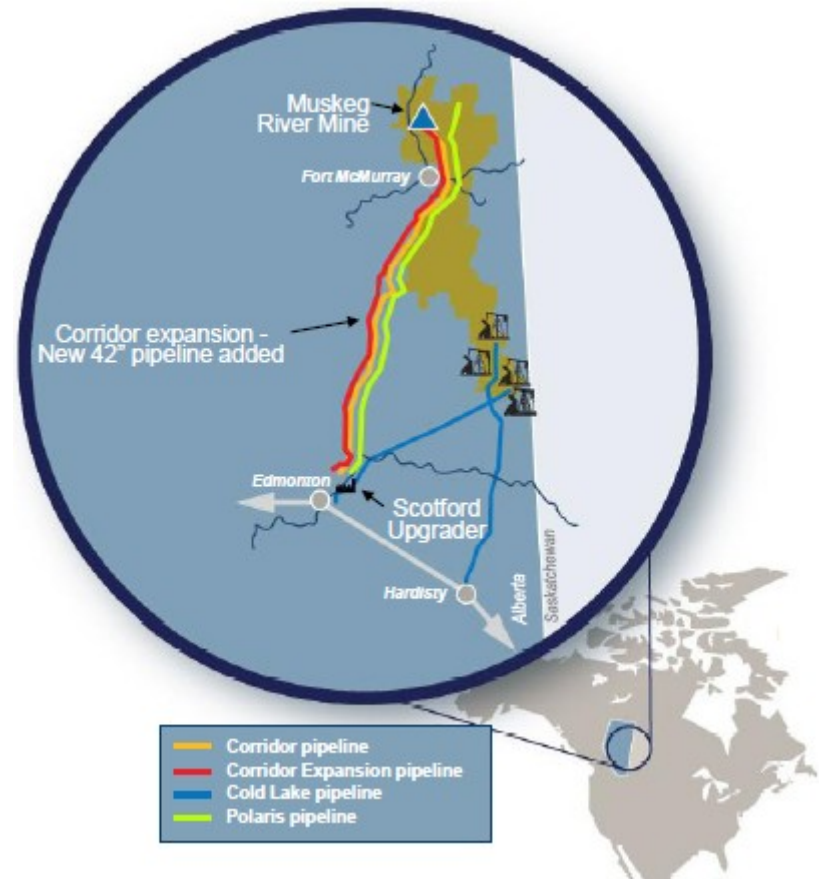 Muskeg
River Mine
Fort McMurray
Corridor expansion -
New 42" pipeline added
Edmonton
Scotford
Upgrader
Hardisty
Alberta
Saskatchewan
Corridor pipeline
Corridor Expansion pipeline
Cold Lake pipeline
Polaris pipeline